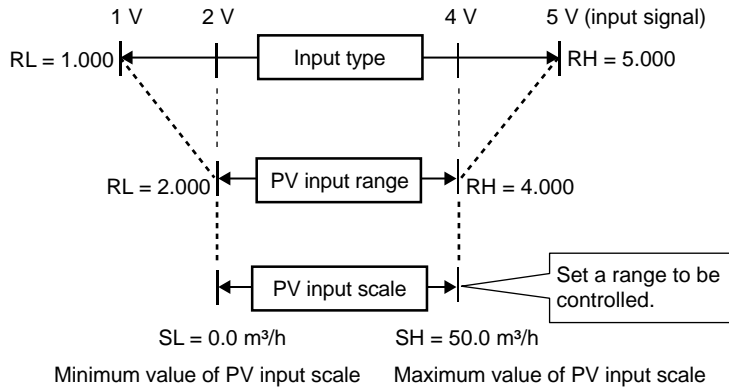 1 V 2 V 4 V 5 V (input signal)
RL = 1.000 Input type RH = 5.000
RL = 2.000 PV input range RH = 4.000
PV input scale
Set a range to be
controlled.
SL = 0.0 m³/h SH = 50.0 m³/h
Minimum value of PV input scale Maximum value of PV input scale